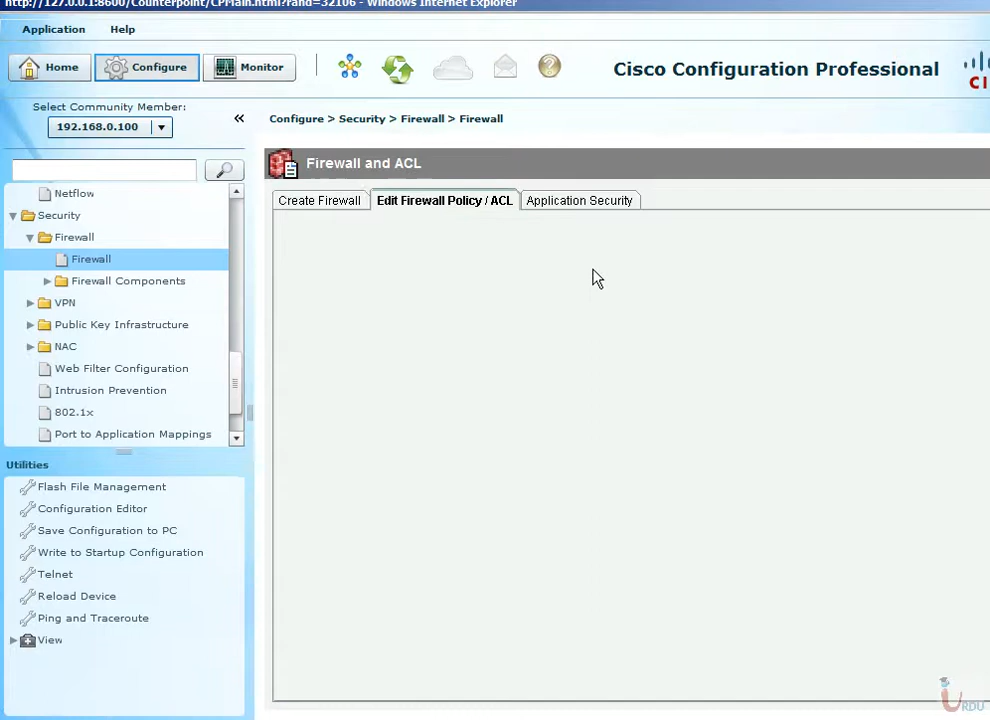 http://127.0.0.1:8600/Counterpoint/CPMain.html?rand=32106 - Windows Internet Explorer
Application Help
Home Configure Monitor
Cisco Configuration Professional
CI
Select Community Member:
192.168.0.100
«
Configure > Security > Firewall > Firewall
Firewall and ACL
Create Firewall Edit Firewall Policy / ACL Application Security
Netflow
Security
Firewall
Firewall
Firewall Components
VPN
Public Key Infrastructure
NAC
Web Filter Configuration
Intrusion Prevention
802.1x
Port to Application Mappings
Utilities
Flash File Management
Configuration Editor
Save Configuration to PC
Write to Startup Configuration
Telnet
Reload Device
Ping and Traceroute
View
URDU